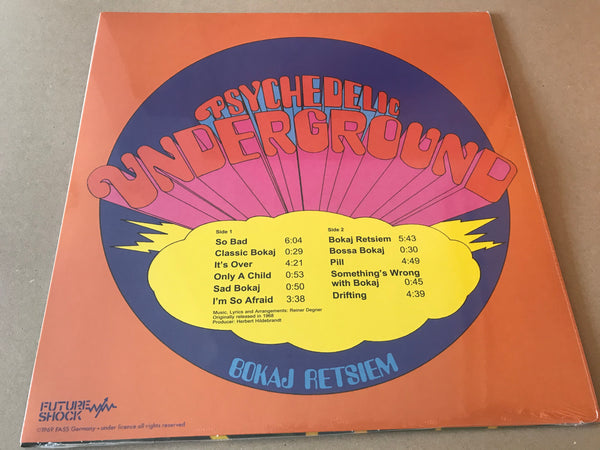 PSYCHEDELIC
UNDERGROUND
Side 1
So Bad 6:04
Classic Bokaj 0:29
It's Over 4:21
Only A Child 0:53
Sad Bokaj 0:50
I'm So Afraid 3:38
Side 2
Bokaj Retsiem 5:43
Bossa Bokaj 0:30
Pill 4:49
Something's Wrong
with Bokaj 0:45
Drifting 4:39
Music, Lyrics and Arrangements: Reiner Degner
Originally released in 1968
Producer: Herbert Hildebrandt
BOKAJ RETSIEM
FUTURE
SHOCK
©1969 PASS Germany • under licence all rights reserved